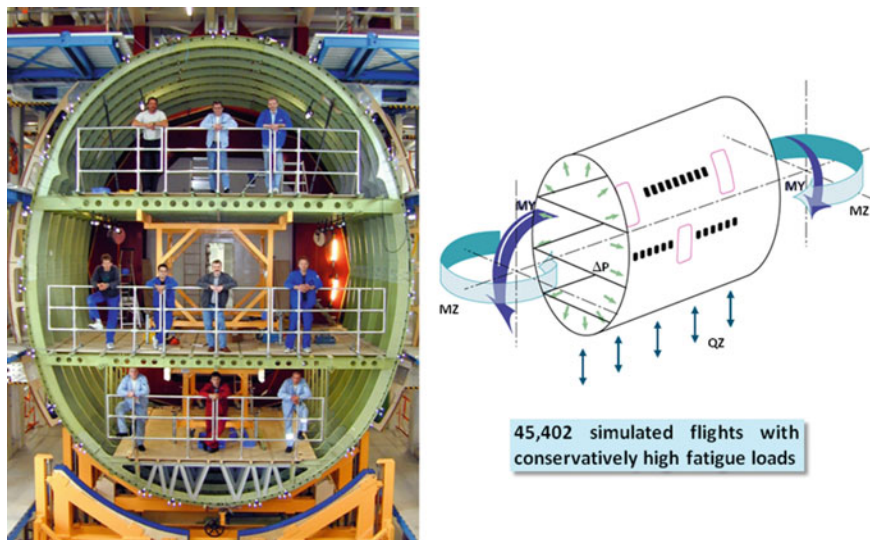 MY
MZ
ΔP
MY
MZ
QZ
45,402 simulated flights with
conservatively high fatigue loads